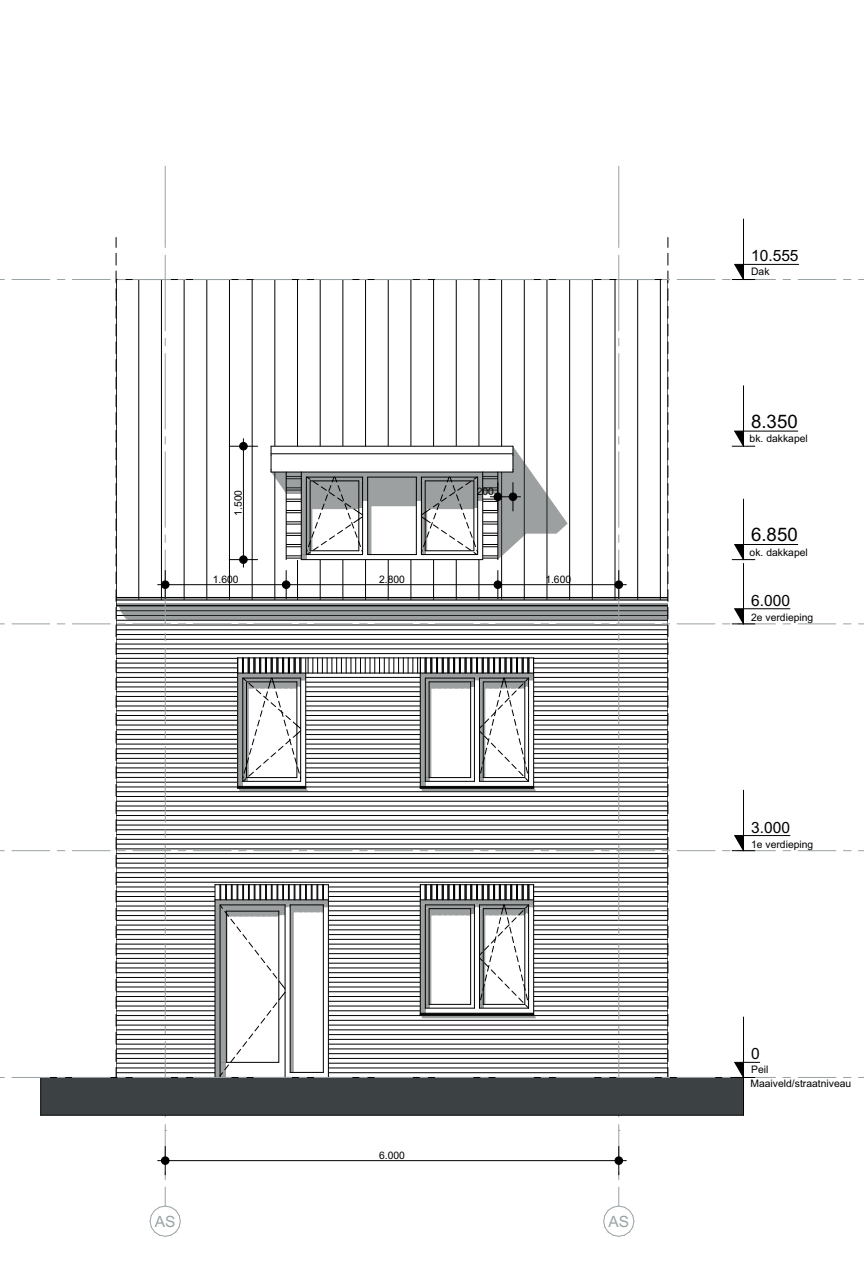 10.555
Dak
8.350
bk. dakkapel
200
1.500
6.850
ok. dakkapel
1.600 2.800 1.600
6.000
2e verdieping
3.000
1e verdieping
0
Peil
Maaiveld/straatniveau
6.000
AS AS